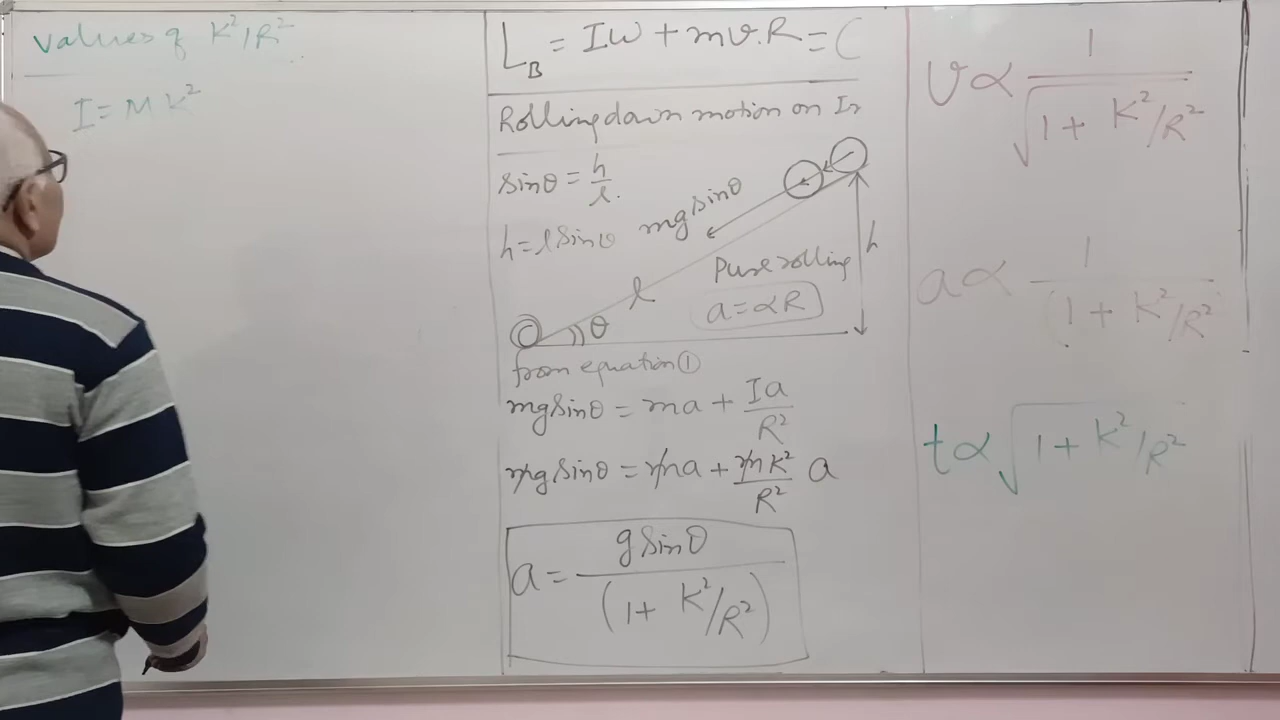 values of K²/R²
I = MK²
L_B = Iω + mv.R = C
Rolling down motion on In
sinθ = h/l.
h = l sinθ
mg sinθ
h
Pure rolling
l
a = αR
θ
from equation ①
mg sinθ = ma + Ia/R²
mg sinθ = ma + mK²/R² a
a = g sinθ/(1 + K²/R²)
v ∝ 1/√(1 + K²/R²)
a ∝ 1/(1 + K²/R²
t ∝ √(1 + K²/R²)